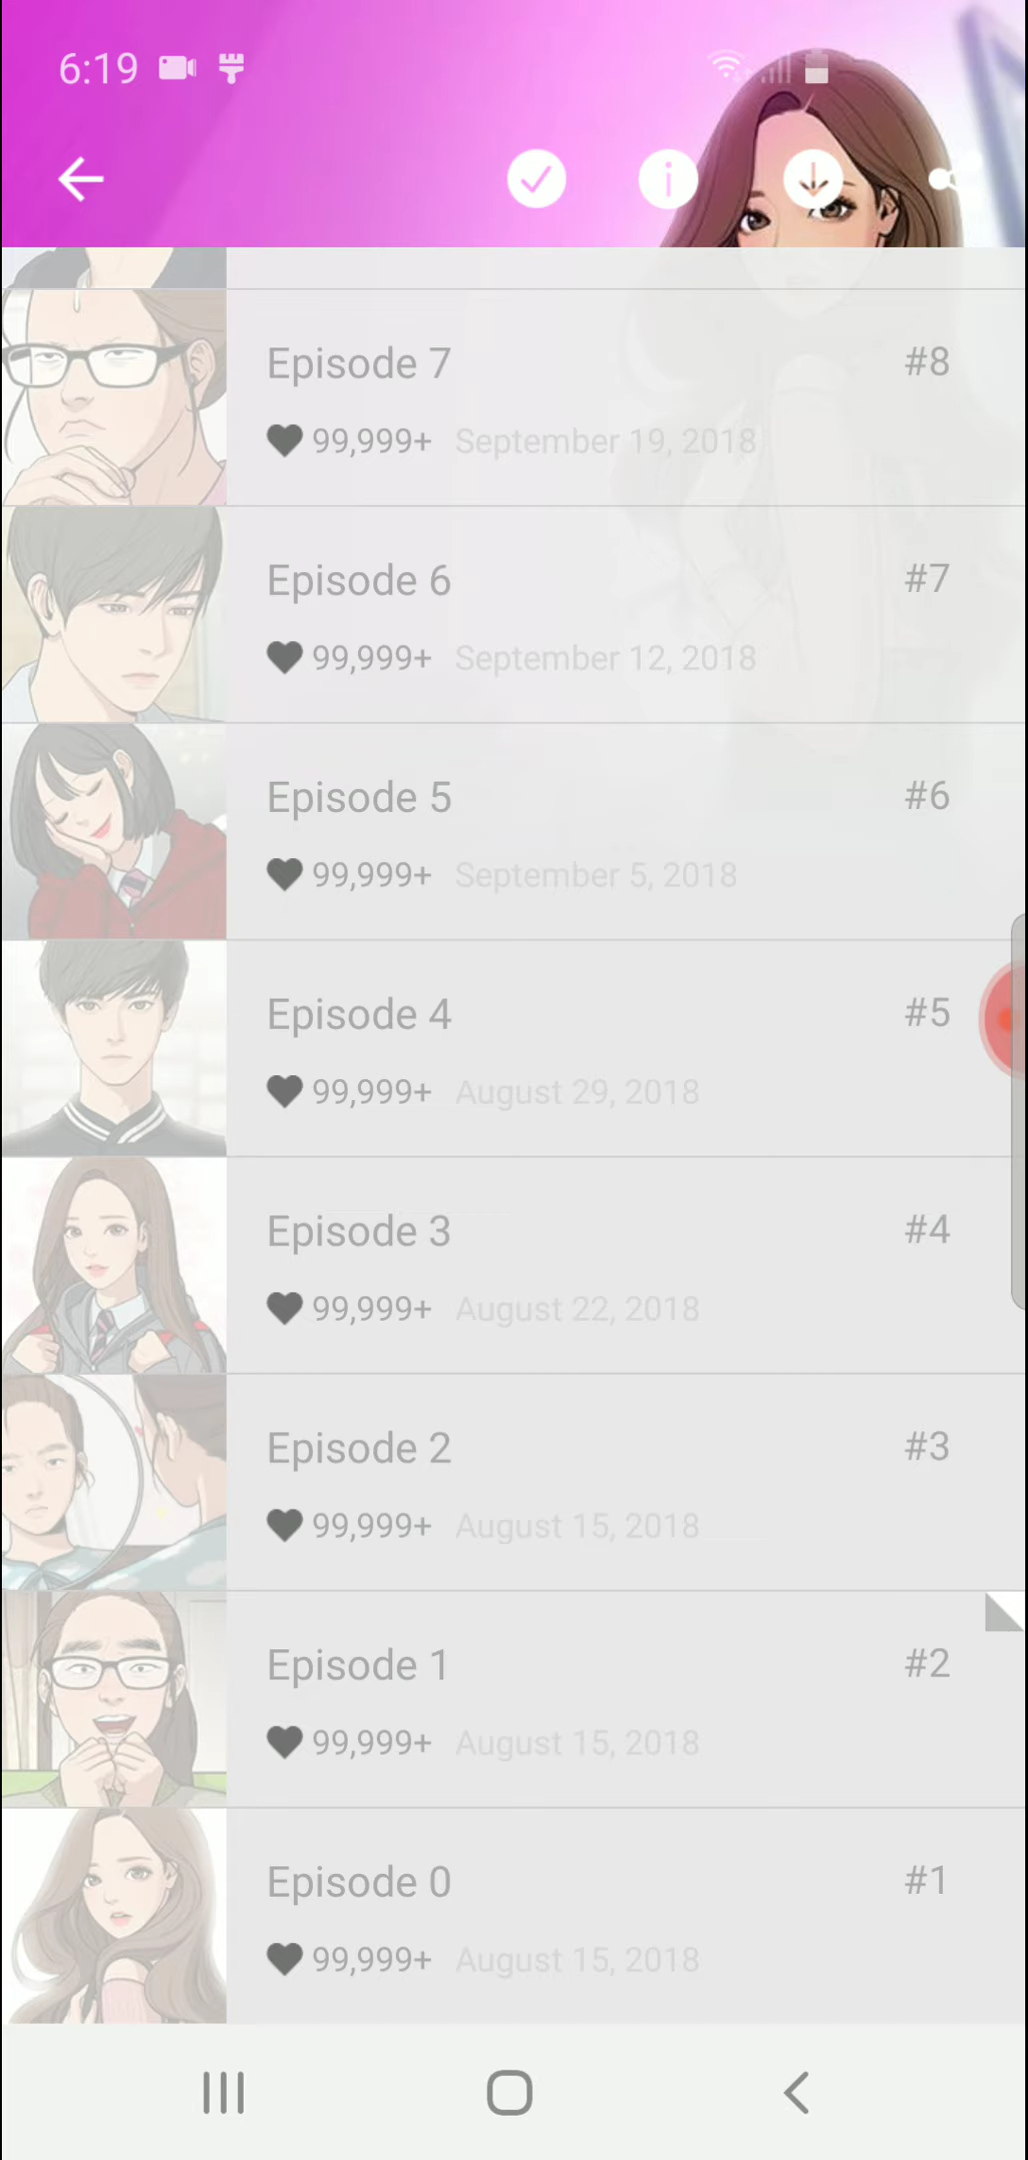 6:19
Episode 7
#8
99,999+ September 19, 2018
Episode 6
#7
99,999+ September 12, 2018
Episode 5
#6
99,999+ September 5, 2018
Episode 4
#5
99,999+ August 29, 2018
Episode 3
#4
99,999+ August 22, 2018
Episode 2
#3
99,999+ August 15, 2018
Episode 1
#2
99,999+ August 15, 2018
Episode 0
#1
99,999+ August 15, 2018